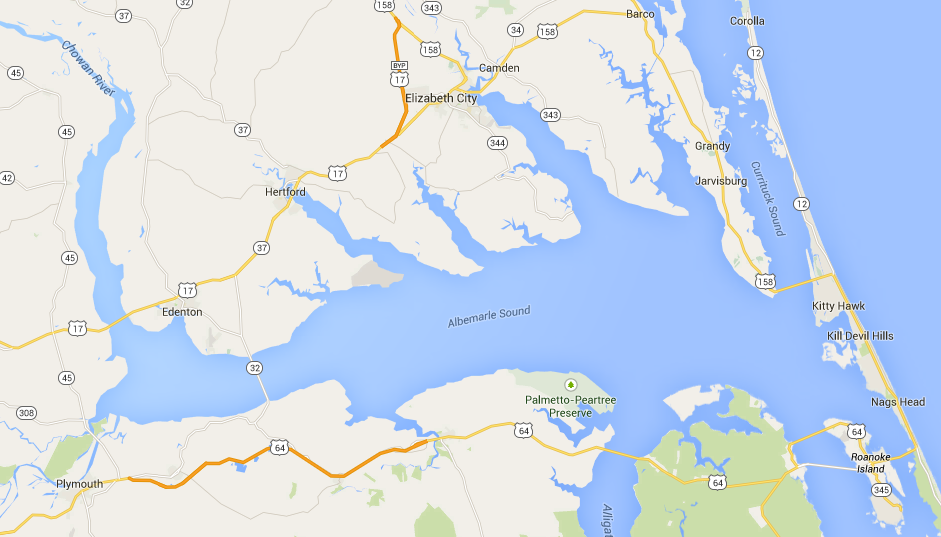 158
343
32
37
34
158
Barco
Corolla
158
12
Chowan River
45
BYP
17
Camden
Elizabeth City
343
45
37
344
Grandy
17
42
Hertford
Jarvisburg
Currituck Sound
12
37
45
158
17
Edenton
Kitty Hawk
Albemarle Sound
17
Kill Devil Hills
32
45
Palmetto-Peartree
Preserve
Nags Head
308
64
64
64
Roanoke
Island
Plymouth
64
345
Alligat